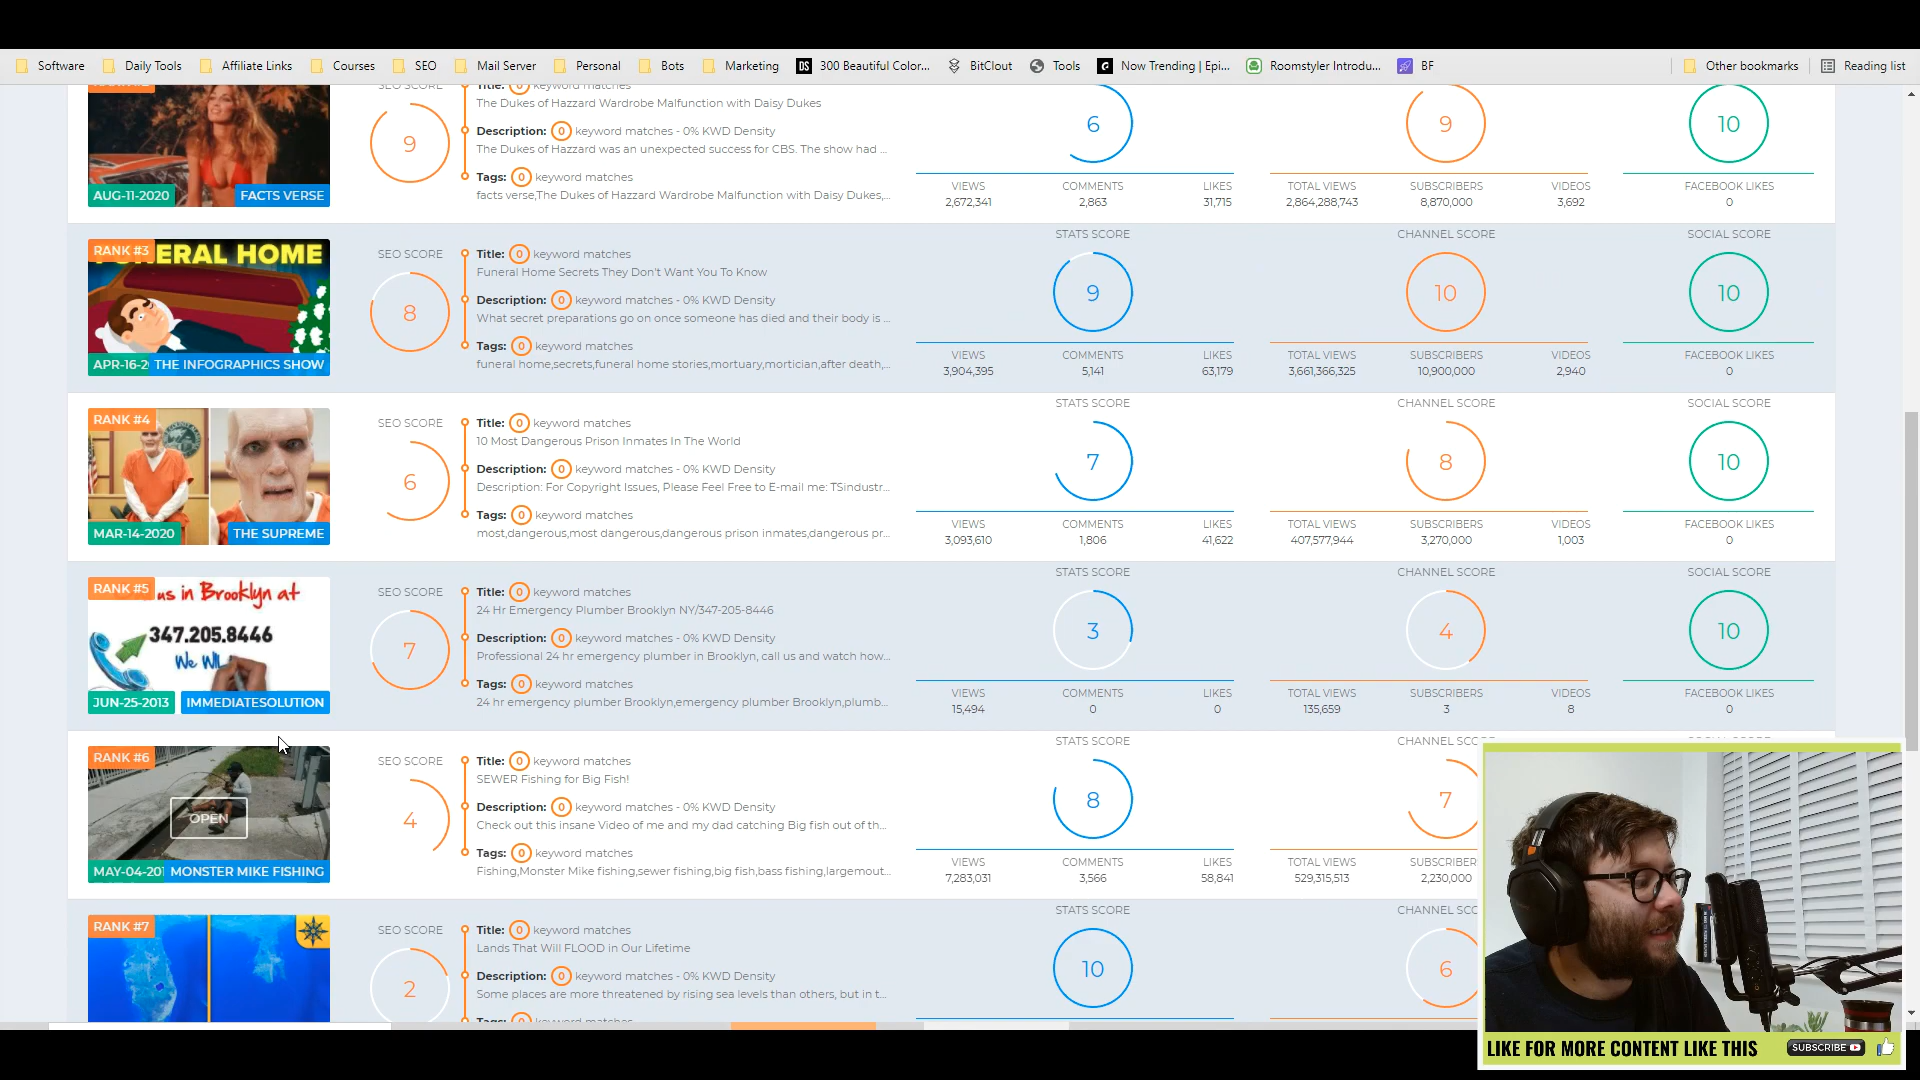 Software Daily Tools Affiliate Links Courses SEO Mail Server Personal Bots Marketing DS 300 Beautiful Color... BitClout Tools Now Trending | Epi... Roomstyler Introdu... BF Other bookmarks Reading list
SEO SCORE
9
Title: 0 keyword matches
The Dukes of Hazzard Wardrobe Malfunction with Daisy Dukes
Description: 0 keyword matches - 0% KWD Density
The Dukes of Hazzard was an unexpected success for CBS. The show had ...
Tags: 0 keyword matches
facts verse,The Dukes of Hazzard Wardrobe Malfunction with Daisy Dukes,...
AUG-11-2020 FACTS VERSE
6 9 10
VIEWS COMMENTS LIKES TOTAL VIEWS SUBSCRIBERS VIDEOS FACEBOOK LIKES
2,672,341 2,863 31,715 2,864,288,743 8,870,000 3,692 0
RANK #3
FUNERAL HOME
APR-16-2 THE INFOGRAPHICS SHOW
SEO SCORE
8
Title: 0 keyword matches
Funeral Home Secrets They Don't Want You To Know
Description: 0 keyword matches - 0% KWD Density
What secret preparations go on once someone has died and their body is ...
Tags: 0 keyword matches
funeral home,secrets,funeral home stories,mortuary,mortician,after death,...
STATS SCORE CHANNEL SCORE SOCIAL SCORE
9 10 10
VIEWS COMMENTS LIKES TOTAL VIEWS SUBSCRIBERS VIDEOS FACEBOOK LIKES
3,904,395 5,141 63,179 3,661,366,325 10,900,000 2,940 0
RANK #4
MAR-14-2020 THE SUPREME
SEO SCORE
6
Title: 0 keyword matches
10 Most Dangerous Prison Inmates In The World
Description: 0 keyword matches - 0% KWD Density
Description: For Copyright Issues, Please Feel Free to E-mail me: TSindustr...
Tags: 0 keyword matches
most,dangerous,most dangerous,dangerous prison inmates,dangerous pr...
STATS SCORE CHANNEL SCORE SOCIAL SCORE
7 8 10
VIEWS COMMENTS LIKES TOTAL VIEWS SUBSCRIBERS VIDEOS FACEBOOK LIKES
3,093,610 1,806 41,622 407,577,944 3,270,000 1,003 0
RANK #5
us in Brooklyn at
347.205.8446
We
JUN-25-2013 IMMEDIATESOLUTION
SEO SCORE
7
Title: 0 keyword matches
24 Hr Emergency Plumber Brooklyn NY/347-205-8446
Description: 0 keyword matches - 0% KWD Density
Professional 24 hr emergency plumber in Brooklyn, call us and watch how...
Tags: 0 keyword matches
24 hr emergency plumber Brooklyn,emergency plumber Brooklyn,plumb...
STATS SCORE CHANNEL SCORE SOCIAL SCORE
3 4 10
VIEWS COMMENTS LIKES TOTAL VIEWS SUBSCRIBERS VIDEOS FACEBOOK LIKES
15,494 0 0 135,659 3 8 0
RANK #6
OPEN
MAY-04-201 MONSTER MIKE FISHING
SEO SCORE
4
Title: 0 keyword matches
SEWER Fishing for Big Fish!
Description: 0 keyword matches - 0% KWD Density
Check out this insane Video of me and my dad catching Big fish out of th...
Tags: 0 keyword matches
Fishing,Monster Mike fishing,sewer fishing,big fish,bass fishing,largemout...
STATS SCORE CHANNEL SC
8 7
VIEWS COMMENTS LIKES TOTAL VIEWS SUBSCRIBERS
7,283,031 3,566 58,841 529,315,513 2,230,000
RANK #7
SEO SCORE
2
Title: 0 keyword matches
Lands That Will FLOOD in Our Lifetime
Description: 0 keyword matches - 0% KWD Density
Some places are more threatened by rising sea levels than others, but in t...
Tags: 0 keyword matches
STATS SCORE CHANNEL SC
10 6
LIKE FOR MORE CONTENT LIKE THIS SUBSCRIBE